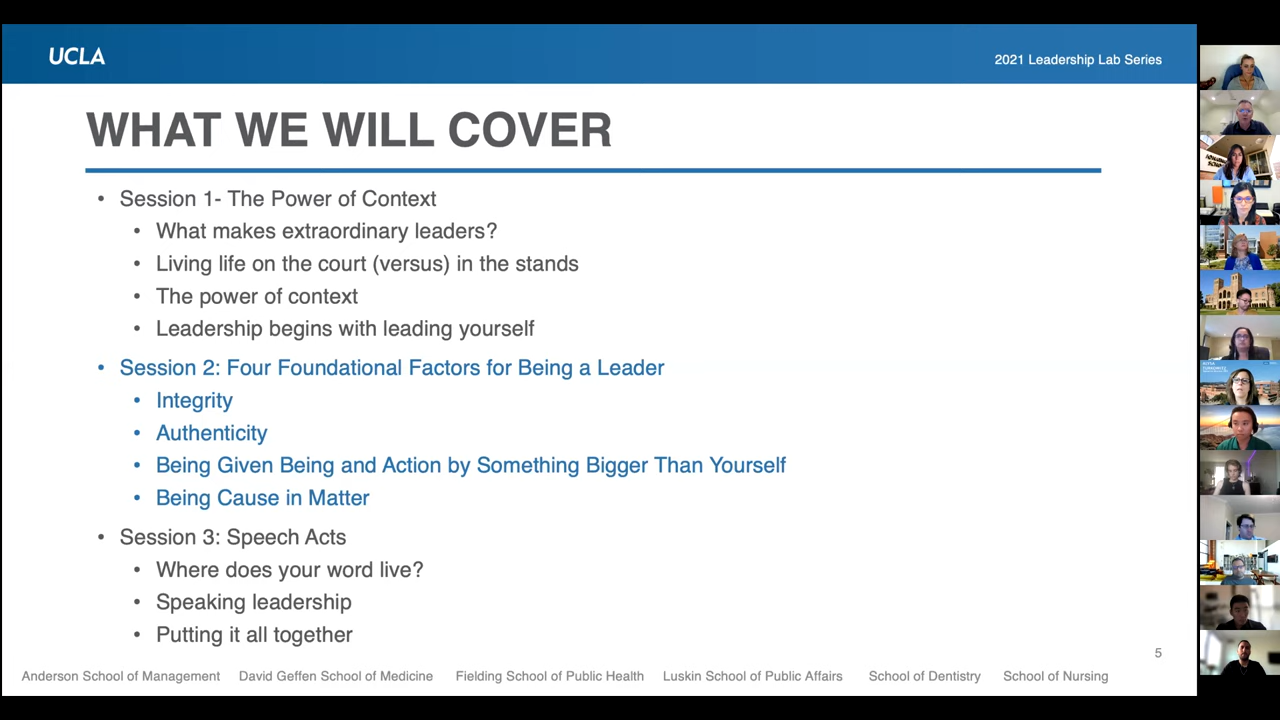 UCLA
2021 Leadership Lab Series
WHAT WE WILL COVER
• Session 1- The Power of Context
• What makes extraordinary leaders?
• Living life on the court (versus) in the stands
• The power of context
• Leadership begins with leading yourself
• Session 2: Four Foundational Factors for Being a Leader
• Integrity
• Authenticity
• Being Given Being and Action by Something Bigger Than Yourself
• Being Cause in Matter
• Session 3: Speech Acts
• Where does your word live?
• Speaking leadership
• Putting it all together
5
Anderson School of Management David Geffen School of Medicine Fielding School of Public Health Luskin School of Public Affairs School of Dentistry School of Nursing